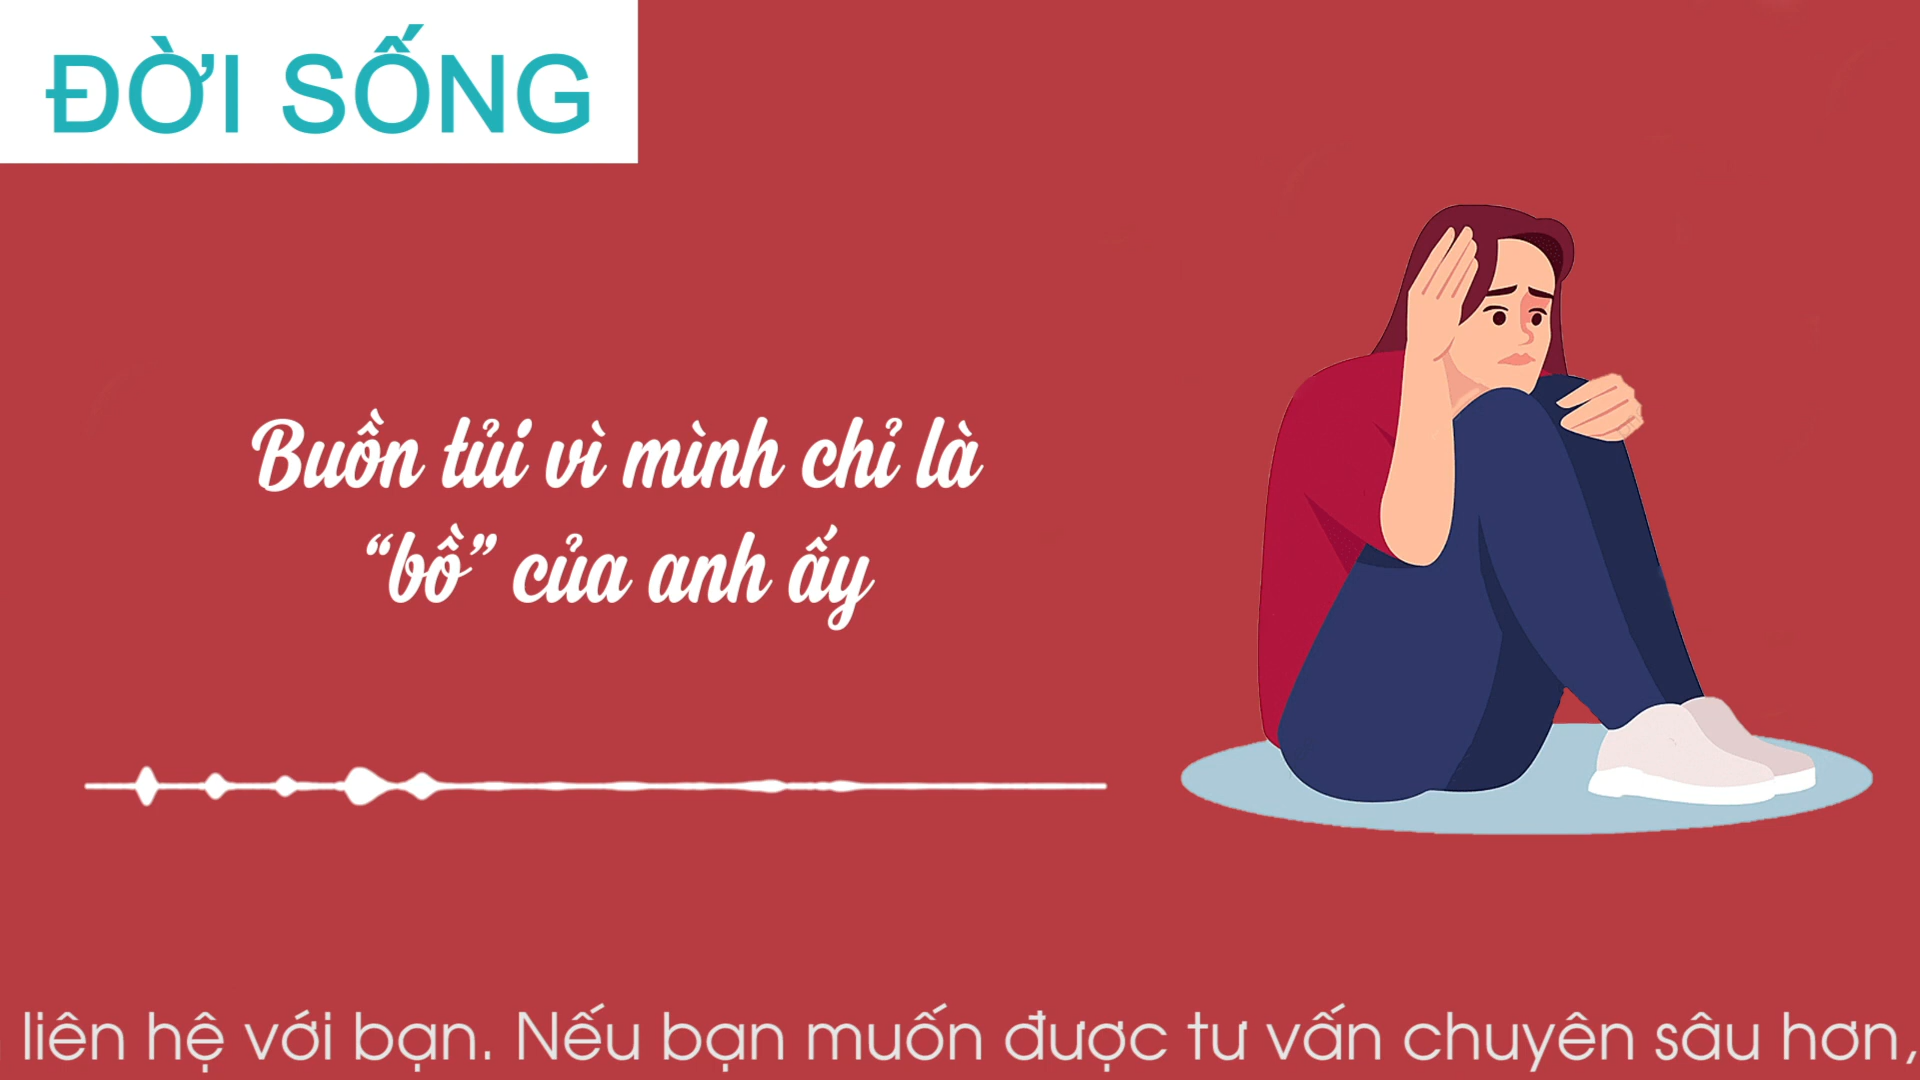 ĐỜI SỐNG
Buồn tủi vì mình chỉ là
“bồ” của anh ấy
liên hệ với bạn. Nếu bạn muốn được tư vấn chuyên sâu hơn,